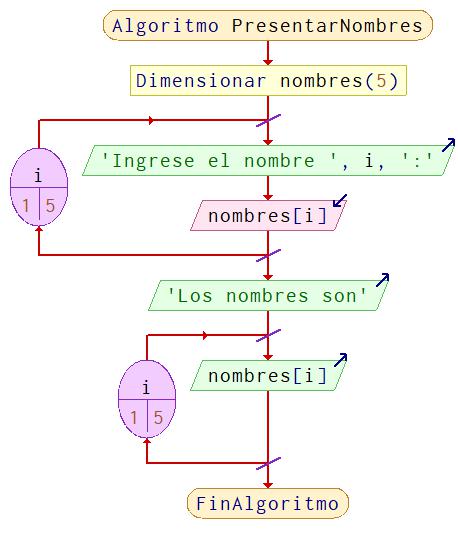 Algoritmo PresentarNombres
Dimensionar nombres(5)
'Ingrese el nombre ', i, ':'
i
1 5
nombres[i]
'Los nombres son'
nombres[i]
i
1 5
FinAlgoritmo